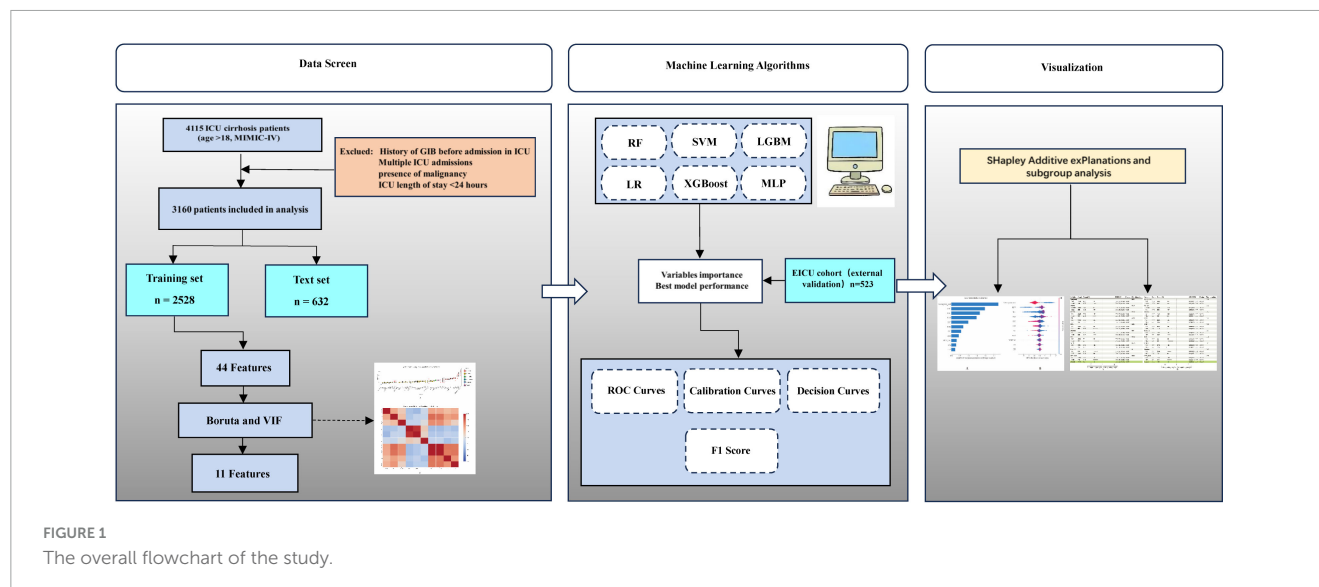 Data Screen
4115 ICU cirrhosis patients
(age >18, MIMIC-IV)
Exclued: History of GIB before admission in ICU
Multiple ICU admissions
presence of malignancy
ICU length of stay <24 hours
3160 patients included in analysis
Training set
n = 2528
Text set
n = 632
44 Features
Boruta and VIF
11 Features
Machine Learning Algorithms
RF
SVM
LGBM
LR
XGBoost
MLP
Variables importance
Best model performance
EICU cohort（external
validation）n=523
ROC Curves
Calibration Curves
Decision Curves
F1 Score
Visualization
SHapley Additive exPlanations and
subgroup analysis
FIGURE 1
The overall flowchart of the study.